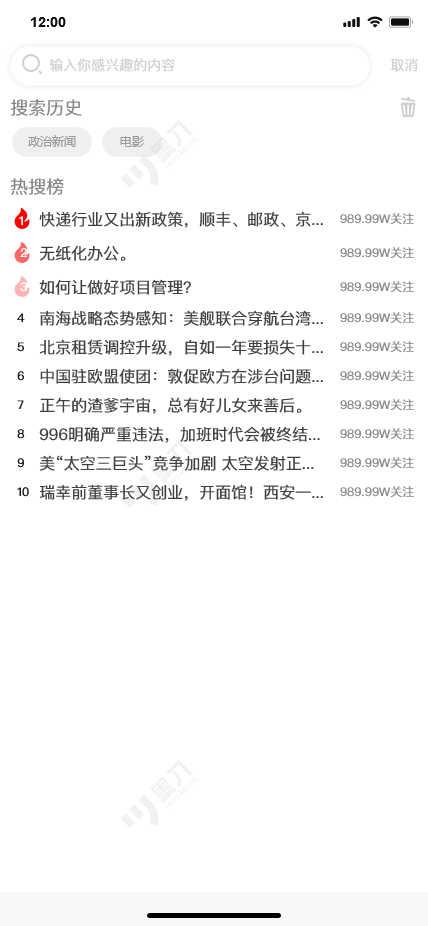 12:00
输入你感兴趣的内容 取消
搜索历史
政治新闻 电影
热搜榜
1 快递行业又出新政策，顺丰、邮政、京... 989.99W关注
2 无纸化办公。 989.99W关注
3 如何让做好项目管理？ 989.99W关注
4 南海战略态势感知：美舰联合穿航台湾... 989.99W关注
5 北京租赁调控升级，自如一年要损失十... 989.99W关注
6 中国驻欧盟使团：敦促欧方在涉台问题... 989.99W关注
7 正午的渣爹宇宙，总有好儿女来善后。 989.99W关注
8 996明确严重违法，加班时代会被终结... 989.99W关注
9 美“太空三巨头”竞争加剧 太空发射正... 989.99W关注
10 瑞幸前董事长又创业，开面馆！西安一... 989.99W关注
墨刀
MODAO.CC
墨刀
MODAO.CC
墨刀
MODAO.CC